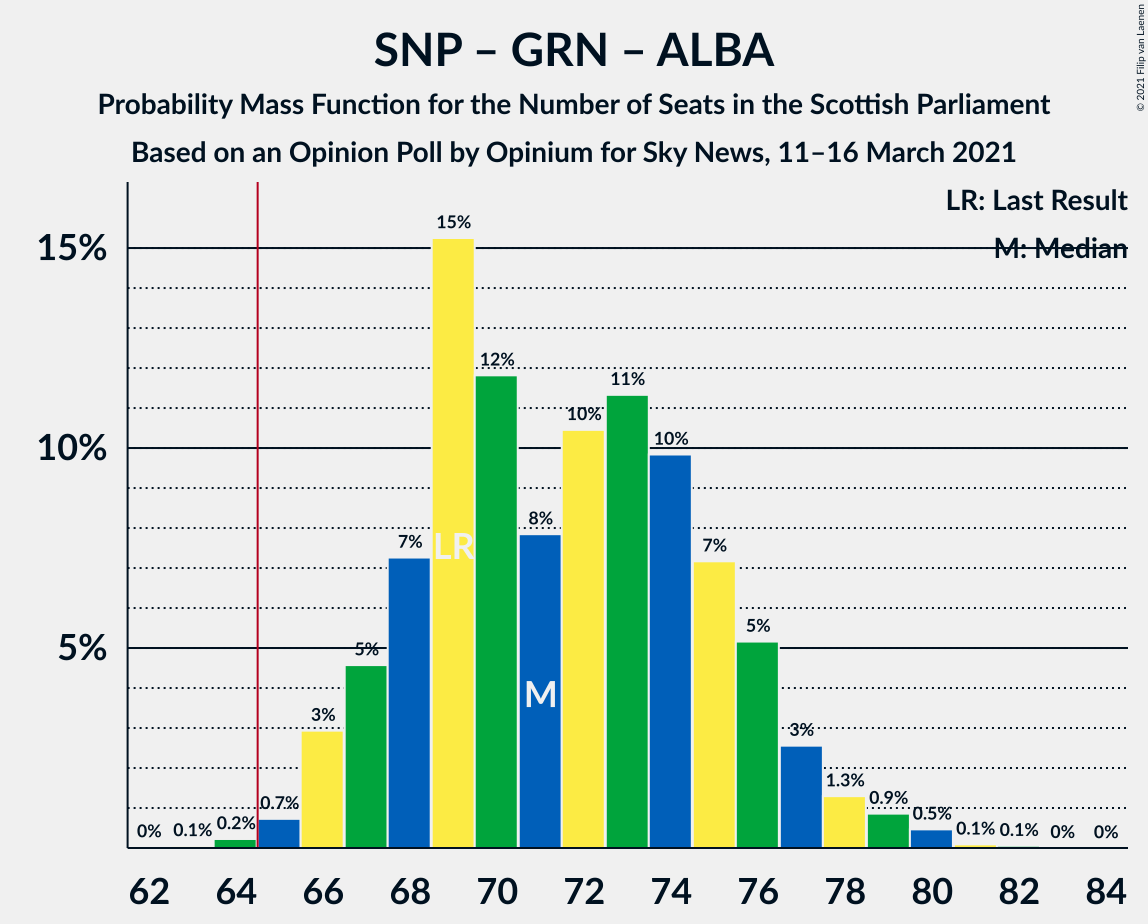 SNP – GRN – ALBA
Probability Mass Function for the Number of Seats in the Scottish Parliament
Based on an Opinion Poll by Opinium for Sky News, 11–16 March 2021
© 2021 Filip van Laenen
LR: Last Result
M: Median
15%
10%
5%
0%
0.1%
0.2%
0.7%
3%
5%
7%
15%
12%
8%
10%
11%
10%
7%
5%
3%
1.3%
0.9%
0.5%
0.1%
0.1%
0%
0%
LR
M
62 64 66 68 70 72 74 76 78 80 82 84